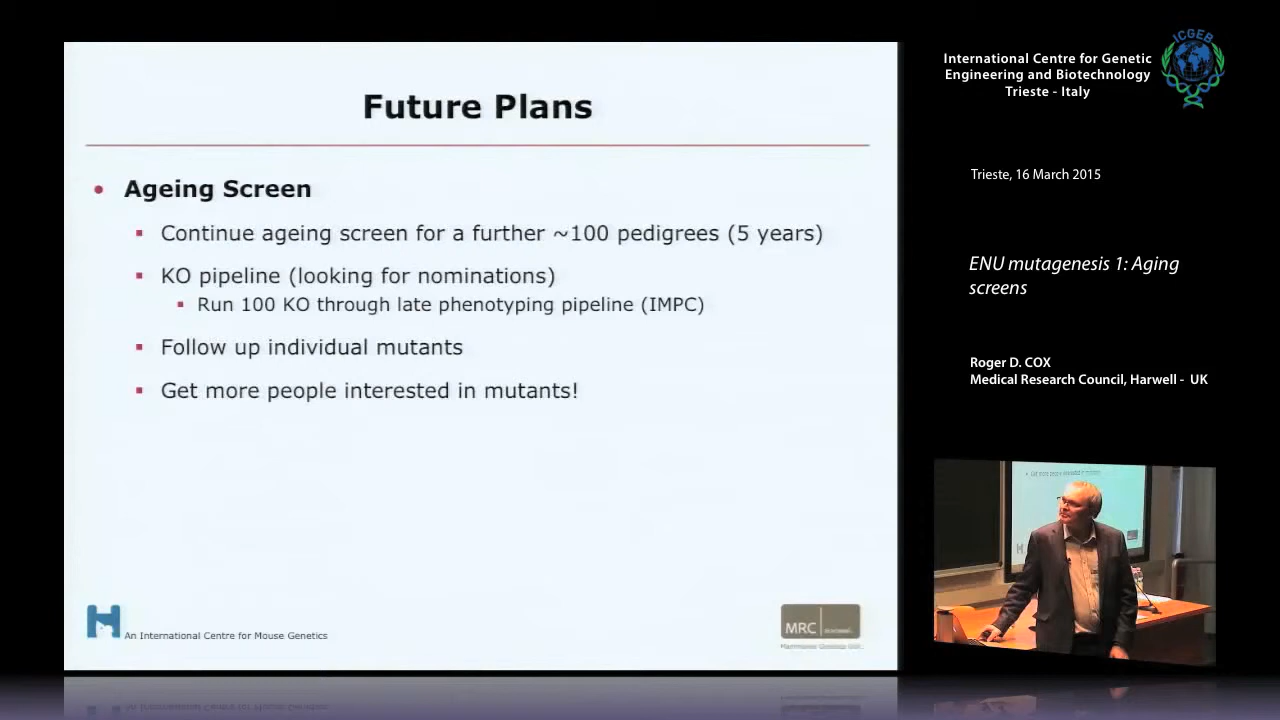 Future Plans
Ageing Screen
Continue ageing screen for a further ~100 pedigrees (5 years)
KO pipeline (looking for nominations)
Run 100 KO through late phenotyping pipeline (IMPC)
Follow up individual mutants
Get more people interested in mutants!
An International Centre for Mouse Genetics
MRC
International Centre for Genetic
Engineering and Biotechnology
Trieste - Italy
ICGEB
Trieste, 16 March 2015
ENU mutagenesis 1: Aging
screens
Roger D. COX
Medical Research Council, Harwell - UK